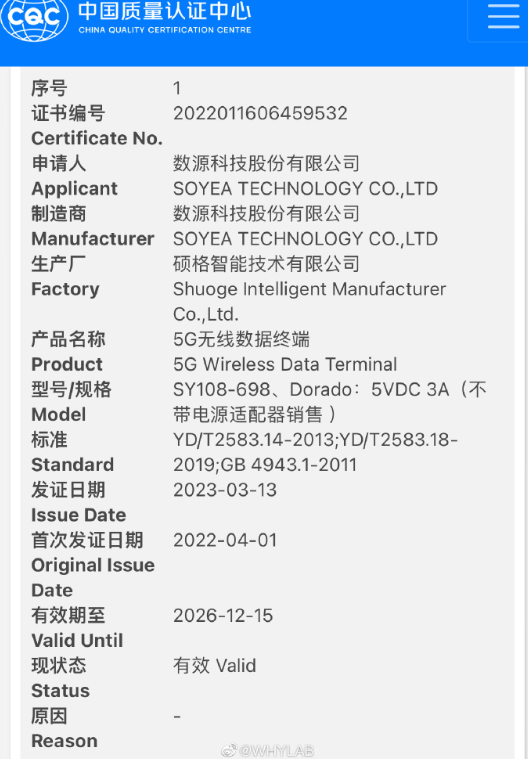 CQC 中国质量认证中心
CHINA QUALITY CERTIFICATION CENTRE
序号 1
证书编号 2022011606459532
Certificate No.
申请人 数源科技股份有限公司
Applicant SOYEA TECHNOLOGY CO.,LTD
制造商 数源科技股份有限公司
Manufacturer SOYEA TECHNOLOGY CO.,LTD
生产厂 硕格智能技术有限公司
Factory Shuoge Intelligent Manufacturer
Co.,Ltd.
产品名称 5G无线数据终端
Product 5G Wireless Data Terminal
型号/规格 SY108-698、Dorado：5VDC 3A（不
Model 带电源适配器销售 ）
标准 YD/T2583.14-2013;YD/T2583.18-
Standard 2019;GB 4943.1-2011
发证日期 2023-03-13
Issue Date
首次发证日期 2022-04-01
Original Issue
Date
有效期至 2026-12-15
Valid Until
现状态 有效 Valid
Status
原因 -
Reason
@WHYLAB